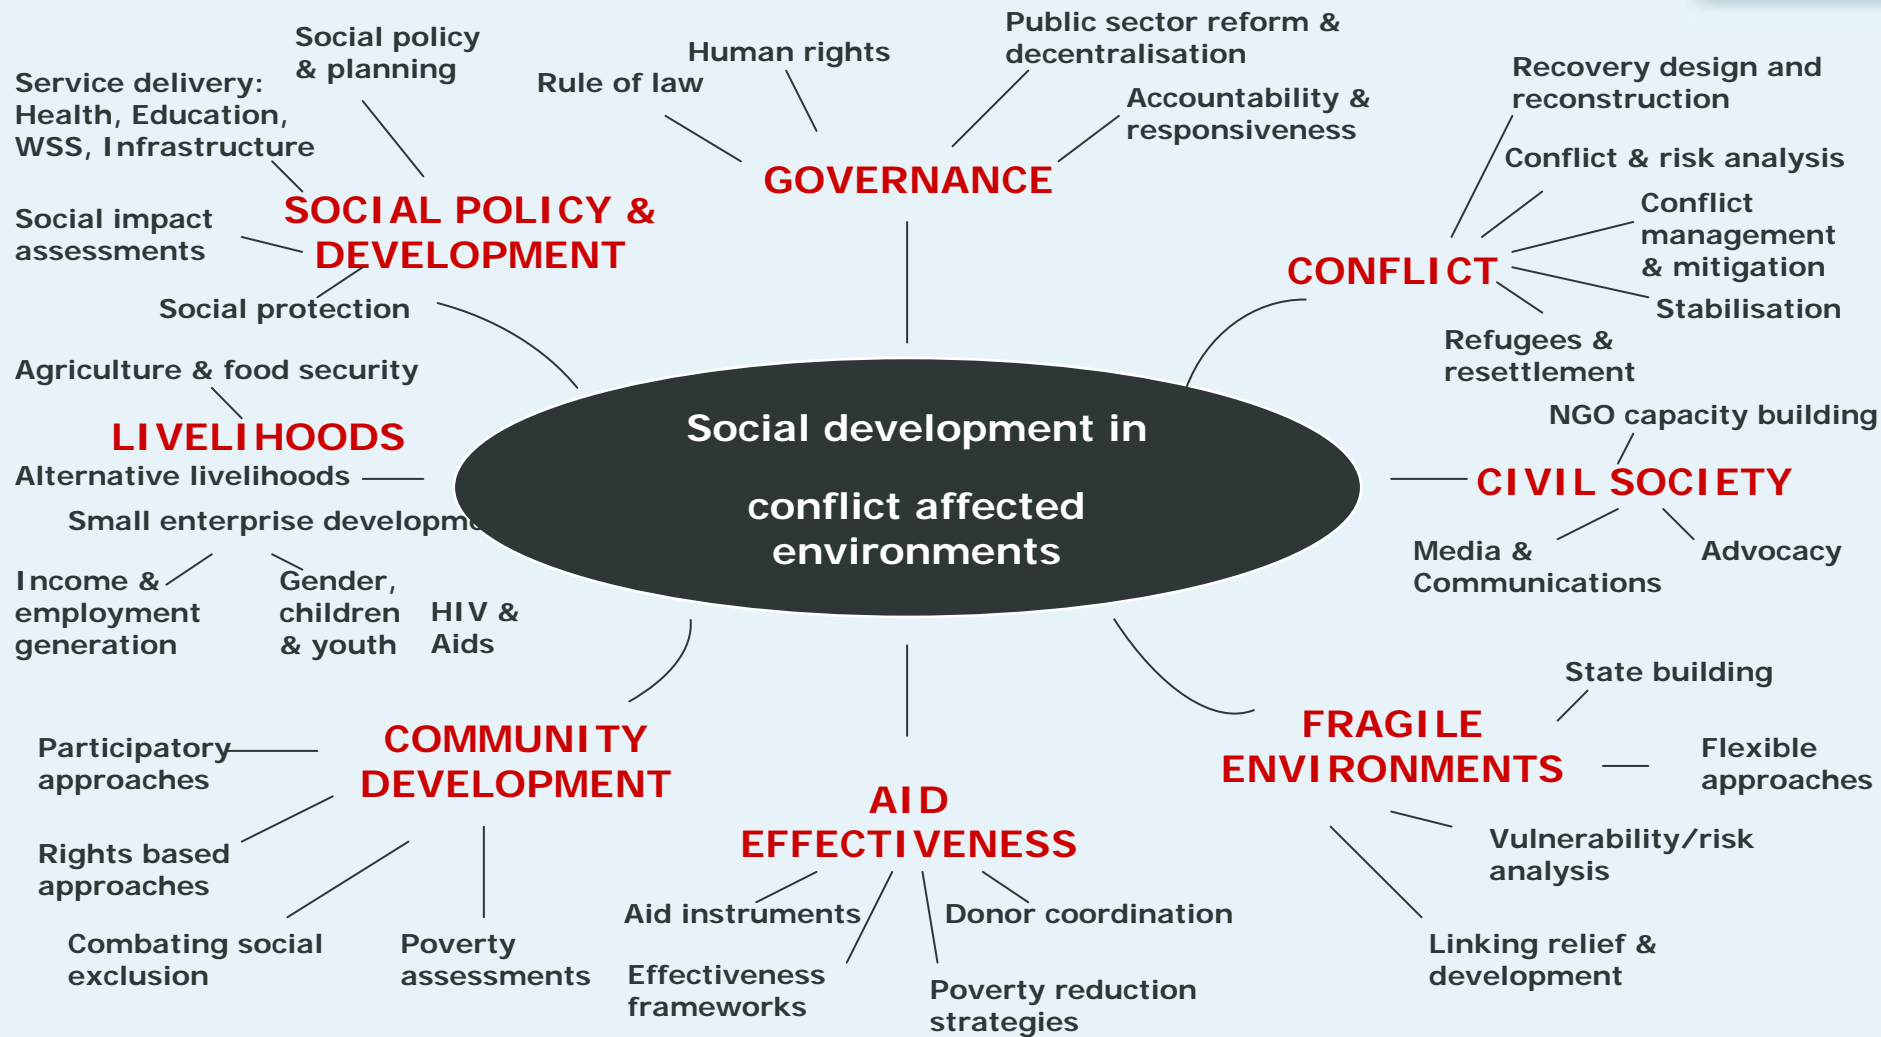 Social policy
& planning
Service delivery:
Health, Education,
WSS, Infrastructure
SOCIAL POLICY &
DEVELOPMENT
Social impact
assessments
Social protection
Rule of law
Human rights
Public sector reform &
decentralisation
Accountability &
responsiveness
GOVERNANCE
Recovery design and
reconstruction
Conflict & risk analysis
Conflict
management
& mitigation
CONFLICT
Stabilisation
Refugees &
resettlement
Agriculture & food security
LIVELIHOODS
Alternative livelihoods
Small enterprise developme
Income &
employment
generation
Gender,
children
& youth
HIV &
Aids
Social development in
conflict affected
environments
NGO capacity building
CIVIL SOCIETY
Media &
Communications
Advocacy
COMMUNITY
DEVELOPMENT
Participatory
approaches
Rights based
approaches
Combating social
exclusion
Poverty
assessments
AID
EFFECTIVENESS
Aid instruments
Donor coordination
Effectiveness
frameworks
Poverty reduction
strategies
State building
FRAGILE
ENVIRONMENTS
Flexible
approaches
Vulnerability/risk
analysis
Linking relief &
development